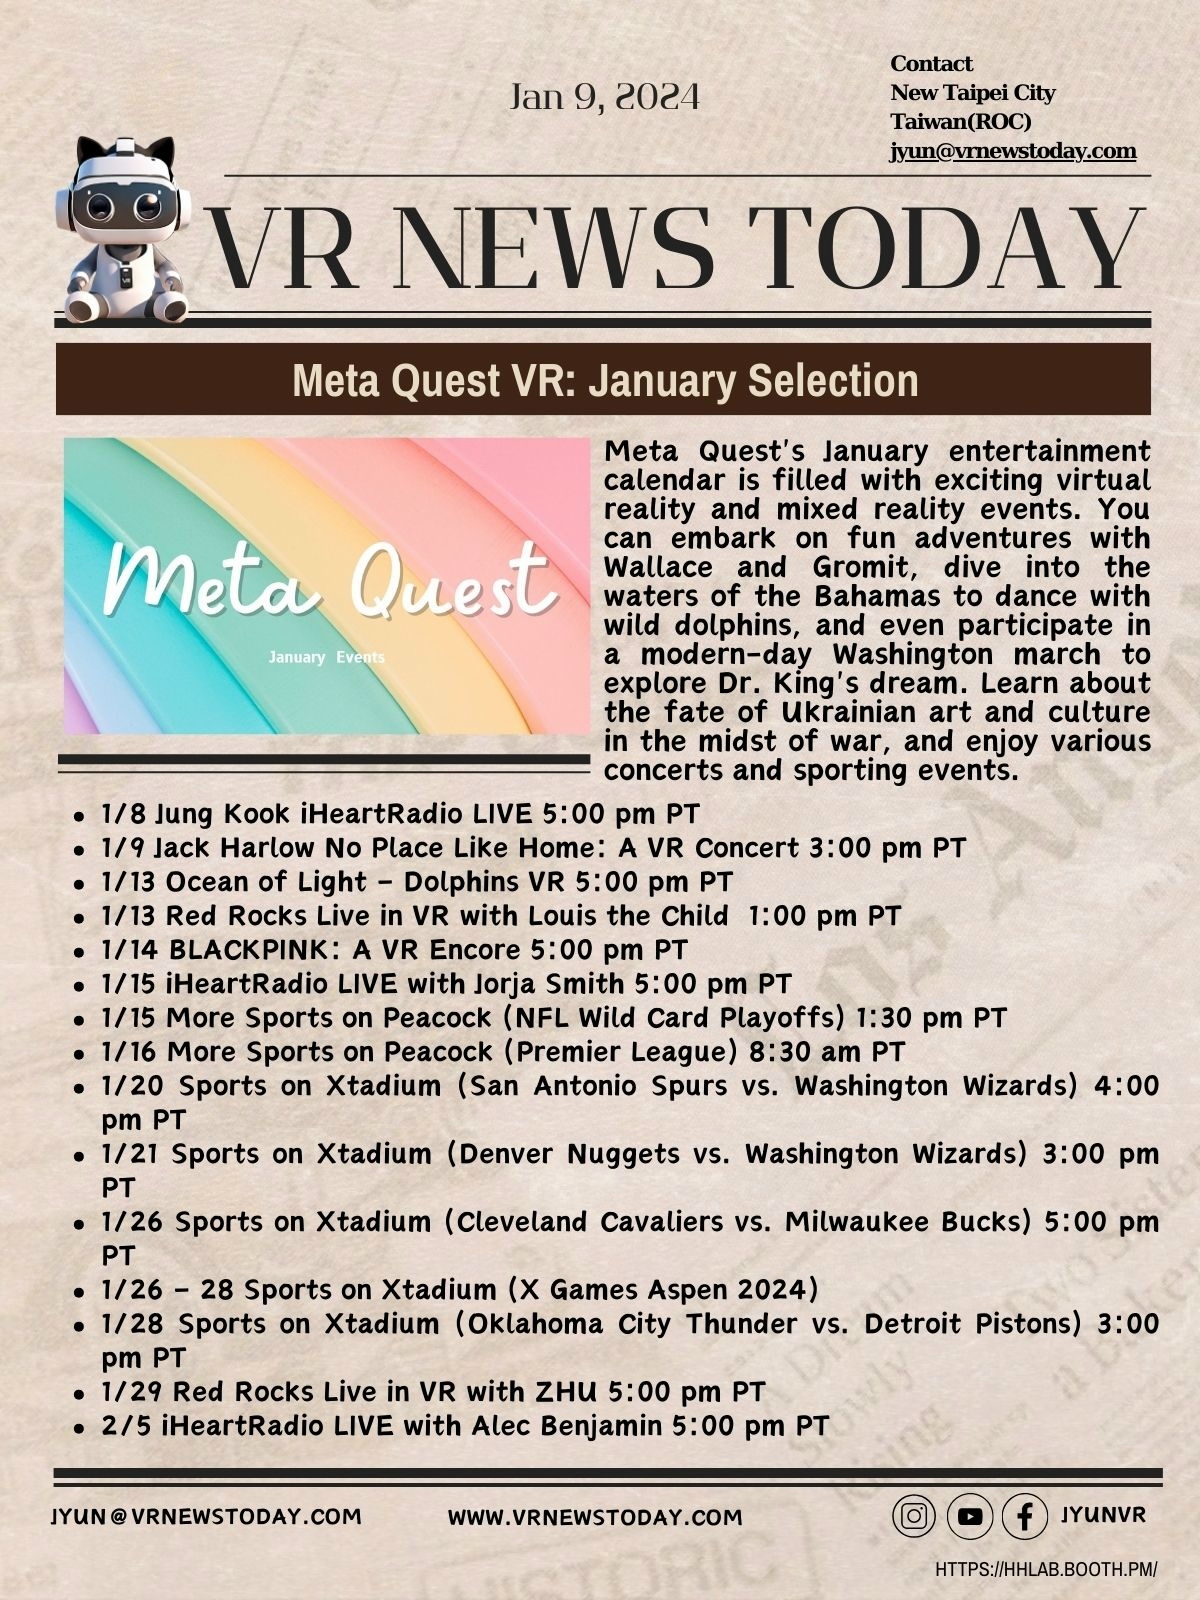 Jan 9, 2024
Contact
New Taipei City
Taiwan(ROC)
jyun@vrnewstoday.com
VR NEWS TODAY
Meta Quest VR: January Selection
Meta Quest
January Events
Meta Quest's January entertainment
calendar is filled with exciting virtual
reality and mixed reality events. You
can embark on fun adventures with
Wallace and Gromit, dive into the
waters of the Bahamas to dance with
wild dolphins, and even participate in
a modern-day Washington march to
explore Dr. King's dream. Learn about
the fate of Ukrainian art and culture
in the midst of war, and enjoy various
concerts and sporting events.
• 1/8 Jung Kook iHeartRadio LIVE 5:00 pm PT
• 1/9 Jack Harlow No Place Like Home: A VR Concert 3:00 pm PT
• 1/13 Ocean of Light – Dolphins VR 5:00 pm PT
• 1/13 Red Rocks Live in VR with Louis the Child 1:00 pm PT
• 1/14 BLACKPINK: A VR Encore 5:00 pm PT
• 1/15 iHeartRadio LIVE with Jorja Smith 5:00 pm PT
• 1/15 More Sports on Peacock (NFL Wild Card Playoffs) 1:30 pm PT
• 1/16 More Sports on Peacock (Premier League) 8:30 am PT
• 1/20 Sports on Xtadium (San Antonio Spurs vs. Washington Wizards) 4:00
pm PT
• 1/21 Sports on Xtadium (Denver Nuggets vs. Washington Wizards) 3:00 pm
PT
• 1/26 Sports on Xtadium (Cleveland Cavaliers vs. Milwaukee Bucks) 5:00 pm
PT
• 1/26 – 28 Sports on Xtadium (X Games Aspen 2024)
• 1/28 Sports on Xtadium (Oklahoma City Thunder vs. Detroit Pistons) 3:00
pm PT
• 1/29 Red Rocks Live in VR with ZHU 5:00 pm PT
• 2/5 iHeartRadio LIVE with Alec Benjamin 5:00 pm PT
JYUN@VRNEWSTODAY.COM
WWW.VRNEWSTODAY.COM
JYUNVR
HTTPS://HHLAB.BOOTH.PM/